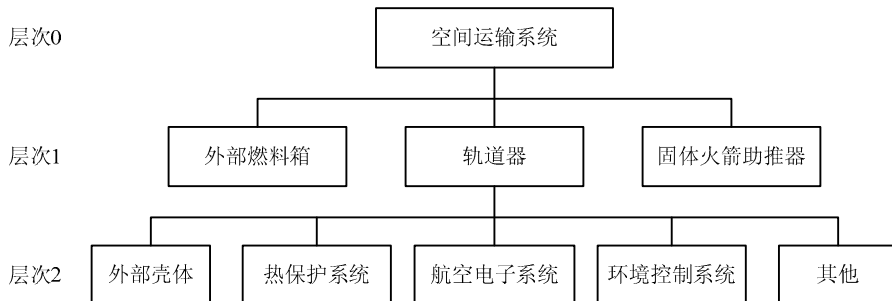 层次0
空间运输系统
层次1
外部燃料箱
轨道器
固体火箭助推器
层次2
外部壳体
热保护系统
航空电子系统
环境控制系统
其他